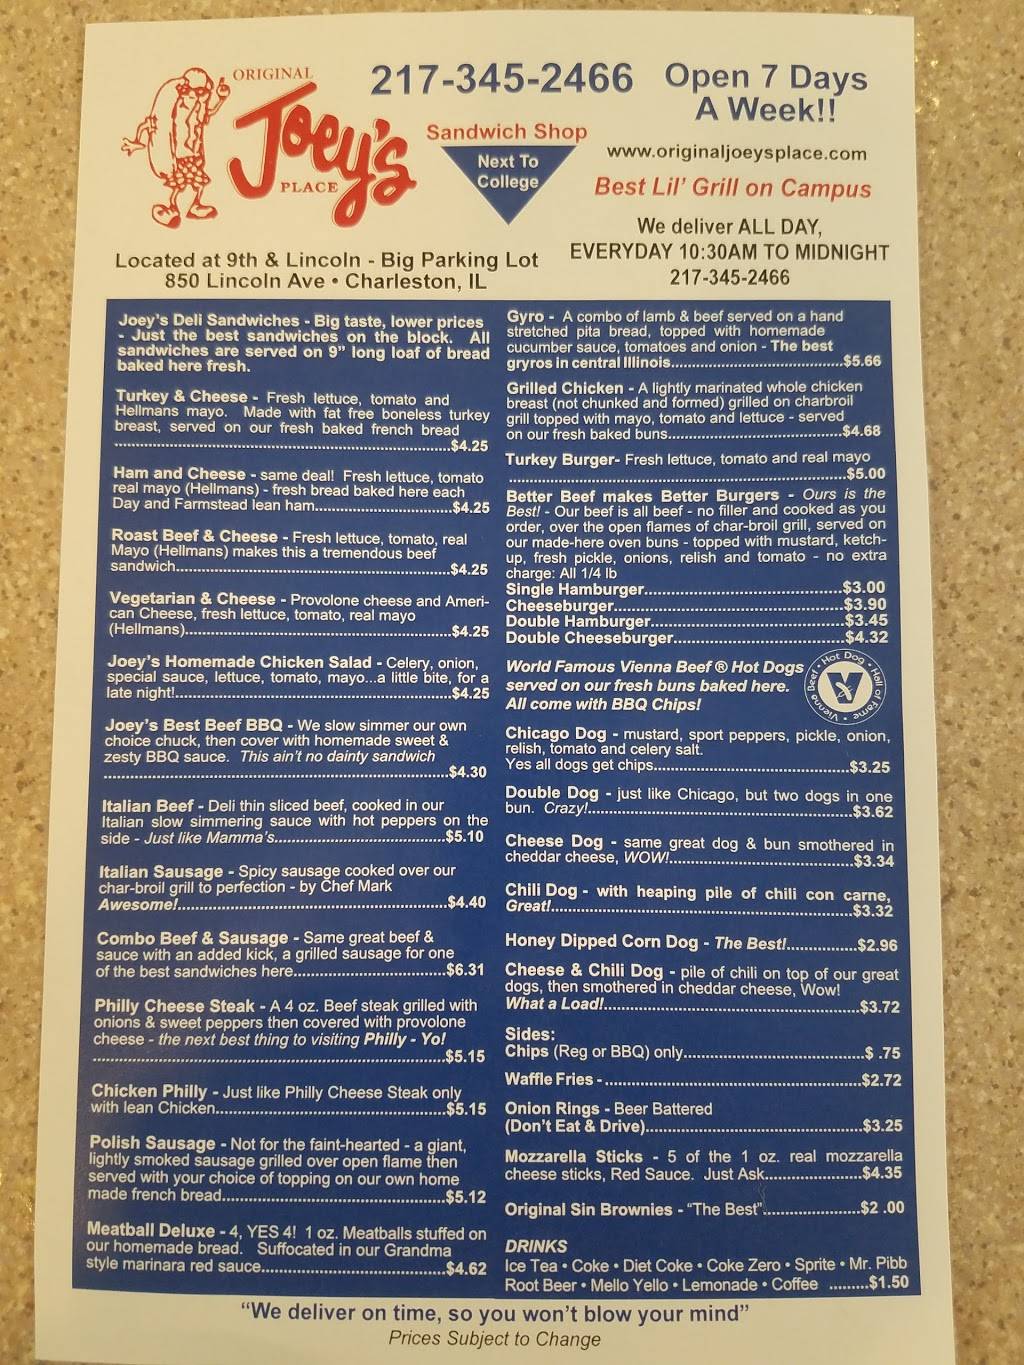 ORIGINAL
Joey's
PLACE
217-345-2466
Open 7 Days
A Week!!
Sandwich Shop
Next To
College
www.originaljoeysplace.com
Best Lil' Grill on Campus
We deliver ALL DAY,
EVERYDAY 10:30AM TO MIDNIGHT
217-345-2466
Located at 9th & Lincoln - Big Parking Lot
850 Lincoln Ave • Charleston, IL
Joey's Deli Sandwiches - Big taste, lower prices
- Just the best sandwiches on the block. All
sandwiches are served on 9" long loaf of bread
baked here fresh.
Turkey & Cheese - Fresh lettuce, tomato and
Hellmans mayo. Made with fat free boneless turkey
breast, served on our fresh baked french bread
....$4.25
Ham and Cheese - same deal! Fresh lettuce, tomato
real mayo (Hellmans) - fresh bread baked here each
Day and Farmstead lean ham....$4.25
Roast Beef & Cheese - Fresh lettuce, tomato, real
Mayo (Hellmans) makes this a tremendous beef
sandwich....$4.25
Vegetarian & Cheese - Provolone cheese and Ameri-
can Cheese, fresh lettuce, tomato, real mayo
(Hellmans)....$4.25
Joey's Homemade Chicken Salad - Celery, onion,
special sauce, lettuce, tomato, mayo...a little bite, for a
late night!....$4.25
Joey's Best Beef BBQ - We slow simmer our own
choice chuck, then cover with homemade sweet &
zesty BBQ sauce. This ain't no dainty sandwich
....$4.30
Italian Beef - Deli thin sliced beef, cooked in our
Italian slow simmering sauce with hot peppers on the
side - Just like Mamma's....$5.10
Italian Sausage - Spicy sausage cooked over our
char-broil grill to perfection - by Chef Mark
Awesome!....$4.40
Combo Beef & Sausage - Same great beef &
sauce with an added kick, a grilled sausage for one
of the best sandwiches here....$6.31
Philly Cheese Steak - A 4 oz. Beef steak grilled with
onions & sweet peppers then covered with provolone
cheese - the next best thing to visiting Philly - Yo!
....$5.15
Chicken Philly - Just like Philly Cheese Steak only
with lean Chicken....$5.15
Polish Sausage - Not for the faint-hearted - a giant,
lightly smoked sausage grilled over open flame then
served with your choice of topping on our own home
made french bread....$5.12
Meatball Deluxe - 4, YES 4! 1 oz. Meatballs stuffed on
our homemade bread. Suffocated in our Grandma
style marinara red sauce....$4.62
Gyro - A combo of lamb & beef served on a hand
stretched pita bread, topped with homemade
cucumber sauce, tomatoes and onion - The best
gryros in central Illinois....$5.66
Grilled Chicken - A lightly marinated whole chicken
breast (not chunked and formed) grilled on charbroil
grill topped with mayo, tomato and lettuce - served
on our fresh baked buns....$4.68
Turkey Burger- Fresh lettuce, tomato and real mayo
....$5.00
Better Beef makes Better Burgers - Ours is the
Best! - Our beef is all beef - no filler and cooked as you
order, over the open flames of char-broil grill, served on
our made-here oven buns - topped with mustard, ketch-
up, fresh pickle, onions, relish and tomato - no extra
charge: All 1/4 lb
Single Hamburger....$3.00
Cheeseburger....$3.90
Double Hamburger....$3.45
Double Cheeseburger....$4.32
World Famous Vienna Beef ® Hot Dogs
served on our fresh buns baked here.
All come with BBQ Chips!
Vienna Beef • Hot Dog • Hall of Fame •
V
Chicago Dog - mustard, sport peppers, pickle, onion,
relish, tomato and celery salt.
Yes all dogs get chips....$3.25
Double Dog - just like Chicago, but two dogs in one
bun. Crazy!....$3.62
Cheese Dog - same great dog & bun smothered in
cheddar cheese, WOW!....$3.34
Chili Dog - with heaping pile of chili con carne,
Great!....$3.32
Honey Dipped Corn Dog - The Best!....$2.96
Cheese & Chili Dog - pile of chili on top of our great
dogs, then smothered in cheddar cheese, Wow!
What a Load!....$3.72
Sides:
Chips (Reg or BBQ) only....$ .75
Waffle Fries -....$2.72
Onion Rings - Beer Battered
(Don't Eat & Drive)....$3.25
Mozzarella Sticks - 5 of the 1 oz. real mozzarella
cheese sticks, Red Sauce. Just Ask....$4.35
Original Sin Brownies - "The Best"....$2 .00
DRINKS
Ice Tea • Coke • Diet Coke • Coke Zero • Sprite • Mr. Pibb
Root Beer • Mello Yello • Lemonade • Coffee ....$1.50
"We deliver on time, so you won't blow your mind"
Prices Subject to Change